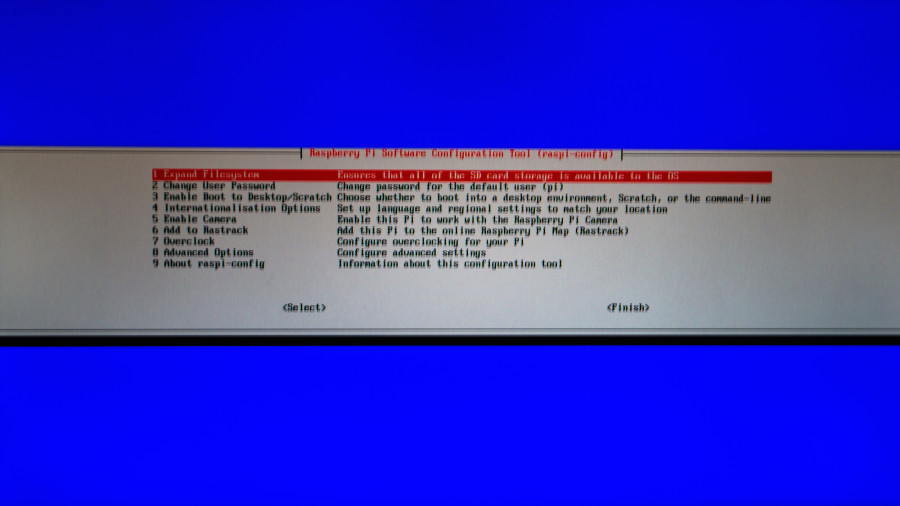 Raspberry Pi Software Configuration Tool (raspi-config)
1 Expand Filesystem Ensures that all of the SD card storage is available to the OS
2 Change User Password Change password for the default user (pi)
3 Enable Boot to Desktop/Scratch Choose whether to boot into a desktop environment, Scratch, or the command-line
4 Internationalisation Options Set up language and regional settings to match your location
5 Enable Camera Enable this Pi to work with the Raspberry Pi Camera
6 Add to Rastrack Add this Pi to the online Raspberry Pi Map (Rastrack)
7 Overclock Configure overclocking for your Pi
8 Advanced Options Configure advanced settings
9 About raspi-config Information about this configuration tool
<Select> <Finish>